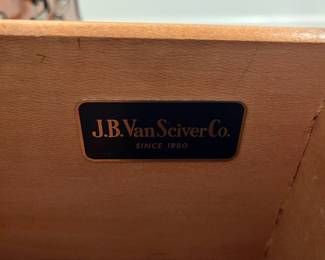 J.B. Van Sciver Co.
SINCE 1880